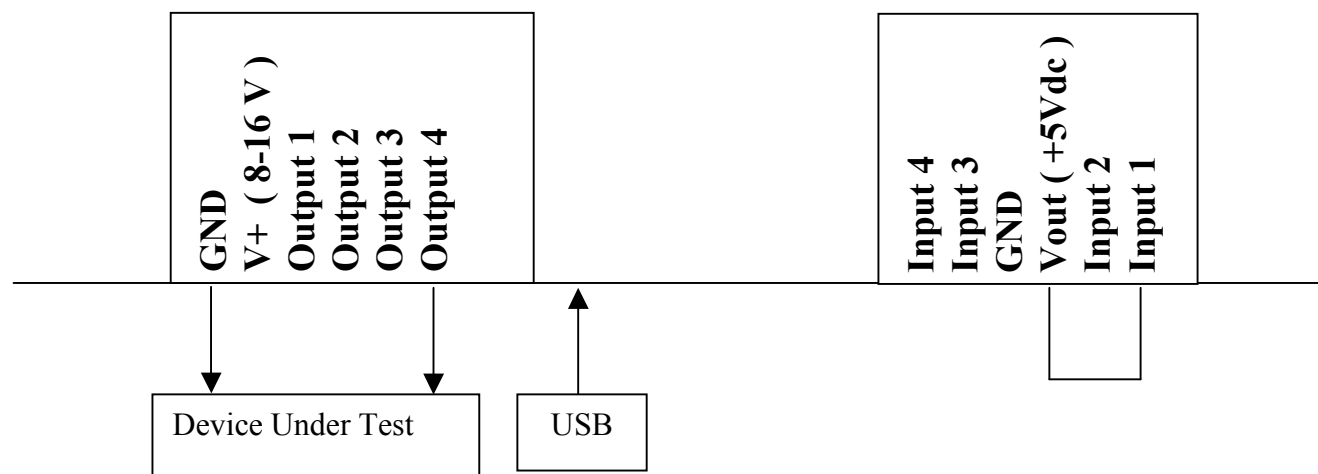 GND
V+ ( 8-16 V )
Output 1
Output 2
Output 3
Output 4
Input 4
Input 3
GND
Vout ( +5Vdc )
Input 2
Input 1
Device Under Test
USB